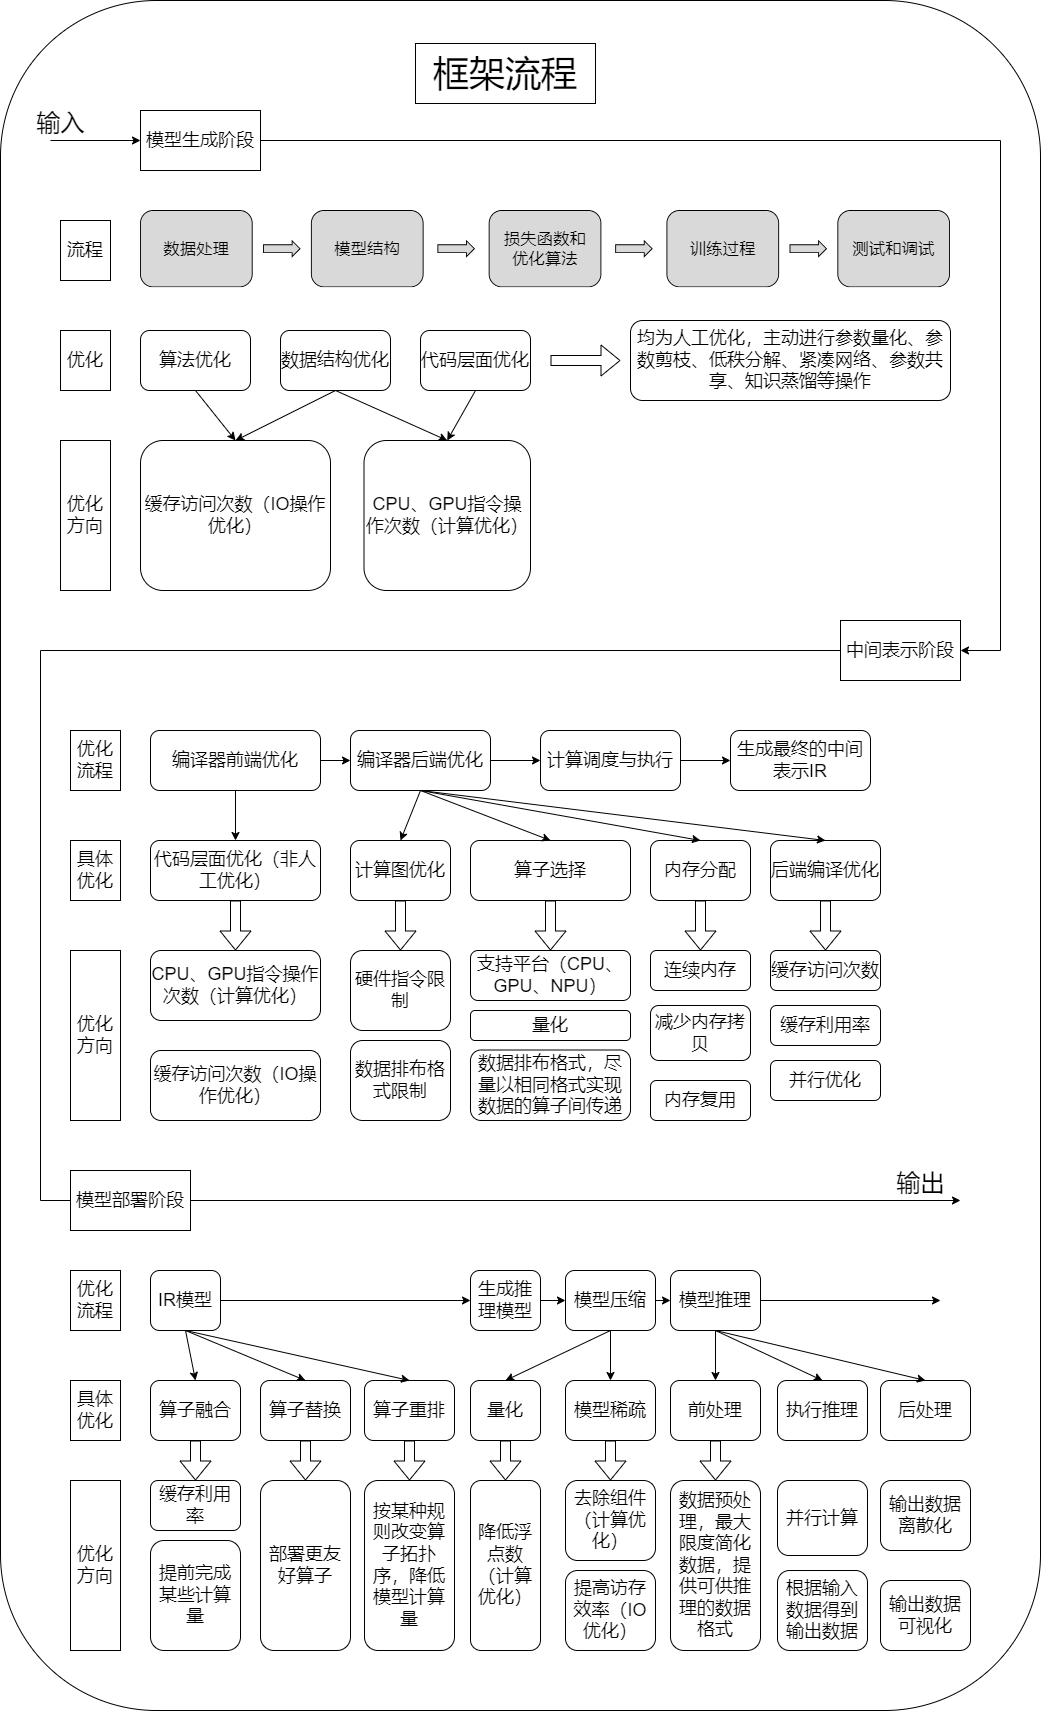 框架流程
输入
模型生成阶段
流程
数据处理
模型结构
损失函数和
优化算法
训练过程
测试和调试
优化
算法优化
数据结构优化
代码层面优化
均为人工优化，主动进行参数量化、参
数剪枝、低秩分解、紧凑网络、参数共
享、知识蒸馏等操作
优化
方向
缓存访问次数（IO操作
优化）
CPU、GPU指令操
作次数（计算优化）
中间表示阶段
优化
流程
编译器前端优化
编译器后端优化
计算调度与执行
生成最终的中间
表示IR
具体
优化
代码层面优化（非人
工优化）
计算图优化
算子选择
内存分配
后端编译优化
优化
方向
CPU、GPU指令操作
次数（计算优化）
缓存访问次数（IO操
作优化）
硬件指令限
制
数据排布格
式限制
支持平台（CPU、
GPU、NPU）
量化
数据排布格式，尽
量以相同格式实现
数据的算子间传递
连续内存
减少内存拷
贝
内存复用
缓存访问次数
缓存利用率
并行优化
模型部署阶段
输出
优化
流程
IR模型
生成推
理模型
模型压缩
模型推理
具体
优化
算子融合
算子替换
算子重排
量化
模型稀疏
前处理
执行推理
后处理
优化
方向
缓存利用
率
提前完成
某些计算
量
部署更友
好算子
按某种规
则改变算
子拓扑
序，降低
模型计算
量
降低浮
点数
（计算
优化）
去除组件
（计算优
化）
提高访存
效率（IO
优化）
数据预处
理，最大
限度简化
数据，提
供可供推
理的数据
格式
并行计算
根据输入
数据得到
输出数据
输出数据
离散化
输出数据
可视化